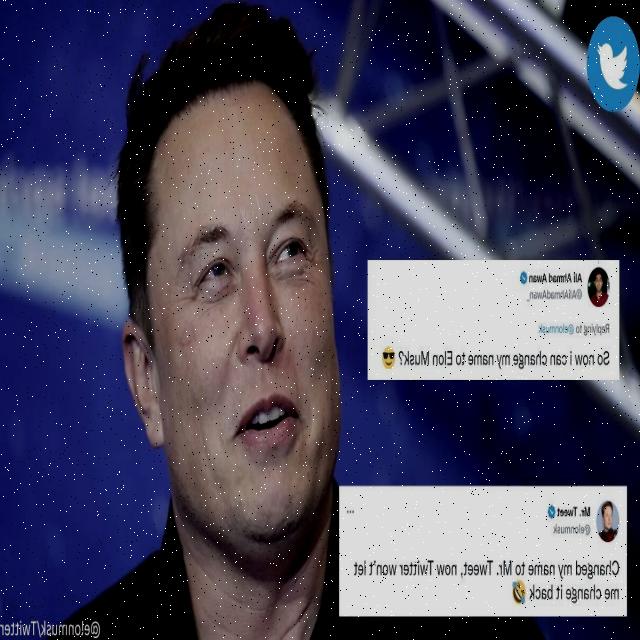 Ali Ahmad Awan
@AliAhmadAwan_
Replying to @elonmusk
So now i can change my name to Elon Musk? 😎
Mr. Tweet
@elonmusk
Changed my name to Mr. Tweet, now Twitter won't let
me change it back 🤣
@elonmusk/Twitter